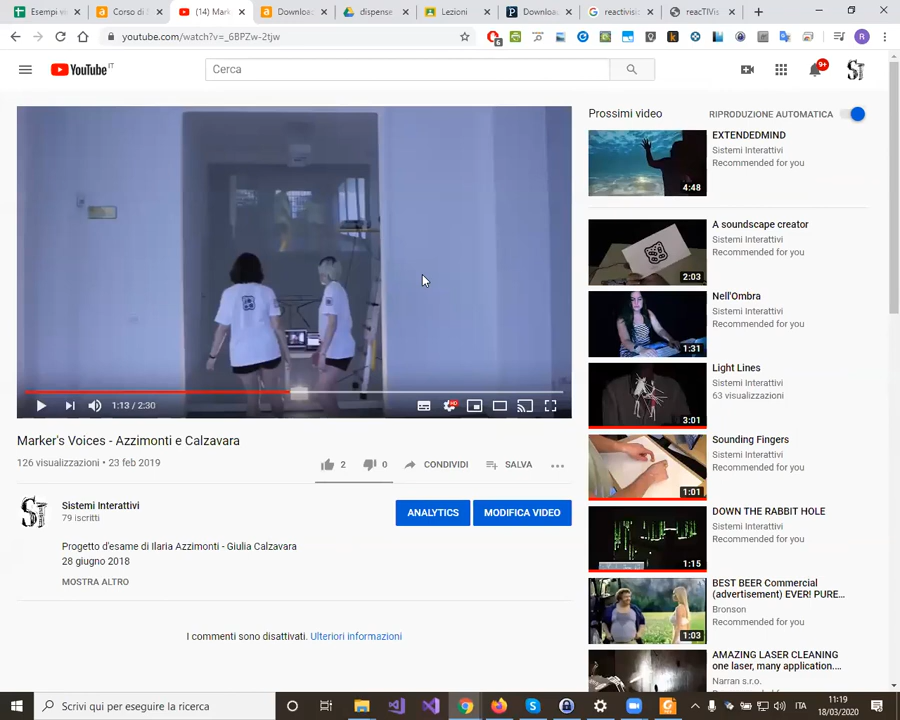 Esempi vi
Corso di S
(14) Mark
Downloac
dispense
Lezioni
Downloac
reactivisio
reacTIVis
youtube.com/watch?v=_6BPZw-2tjw
6
R
YouTube IT
Cerca
9+
Prossimi video
RIPRODUZIONE AUTOMATICA
EXTENDEDMIND
Sistemi Interattivi
Recommended for you
4:48
A soundscape creator
Sistemi Interattivi
Recommended for you
2:03
Nell'Ombra
Sistemi Interattivi
Recommended for you
1:31
Light Lines
Sistemi Interattivi
63 visualizzazioni
3:01
Sounding Fingers
Sistemi Interattivi
Recommended for you
1:01
DOWN THE RABBIT HOLE
Sistemi Interattivi
Recommended for you
1:15
BEST BEER Commercial
(advertisement) EVER! PURE...
Bronson
Recommended for you
1:03
AMAZING LASER CLEANING
one laser, many application....
Narran s.r.o.
1:13 / 2:30
HD
Marker's Voices - Azzimonti e Calzavara
126 visualizzazioni • 23 feb 2019
2
0
CONDIVIDI
SALVA
Sistemi Interattivi
79 iscritti
ANALYTICS
MODIFICA VIDEO
Progetto d'esame di Ilaria Azzimonti - Giulia Calzavara
28 giugno 2018
MOSTRA ALTRO
I commenti sono disattivati. Ulteriori informazioni
Scrivi qui per eseguire la ricerca
ITA
11:19
18/03/2020